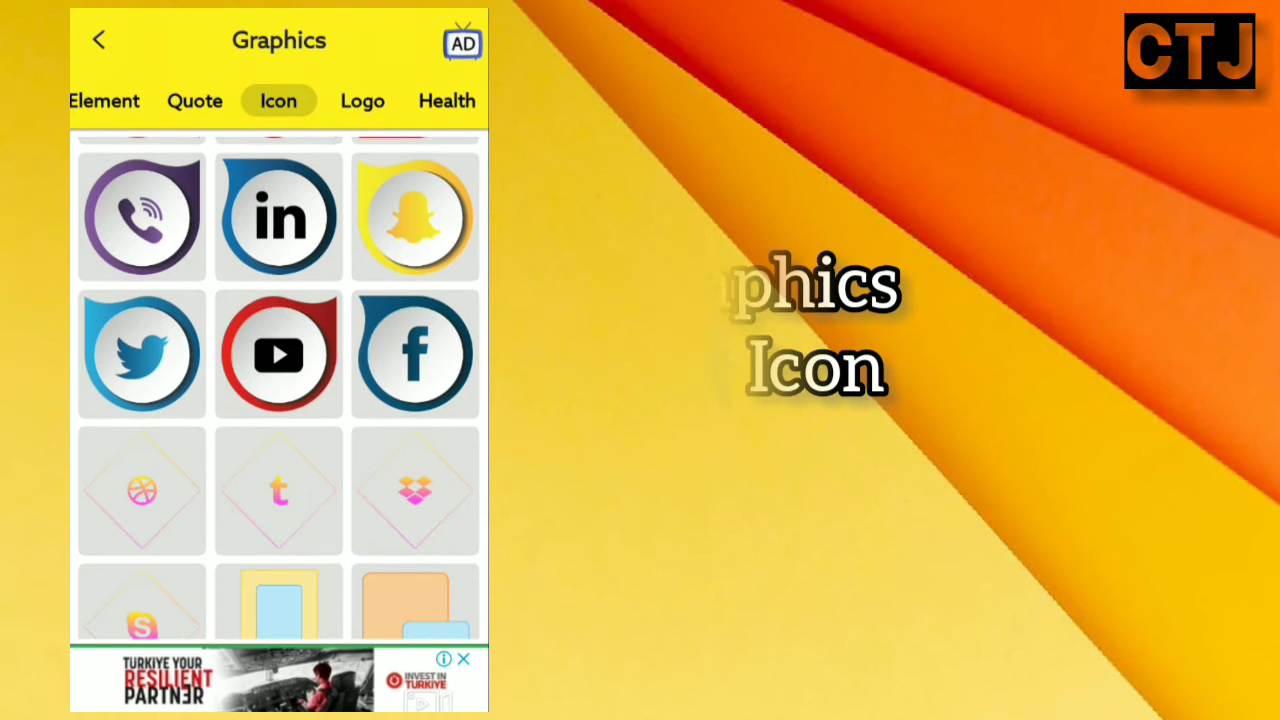 Graphics
AD
Element Quote Icon Logo Health
in
f
t
S
TURKIYE YOUR
RESILIENT
PARTNER
INVEST IN
TURKIYE
CTJ
phics
Icon